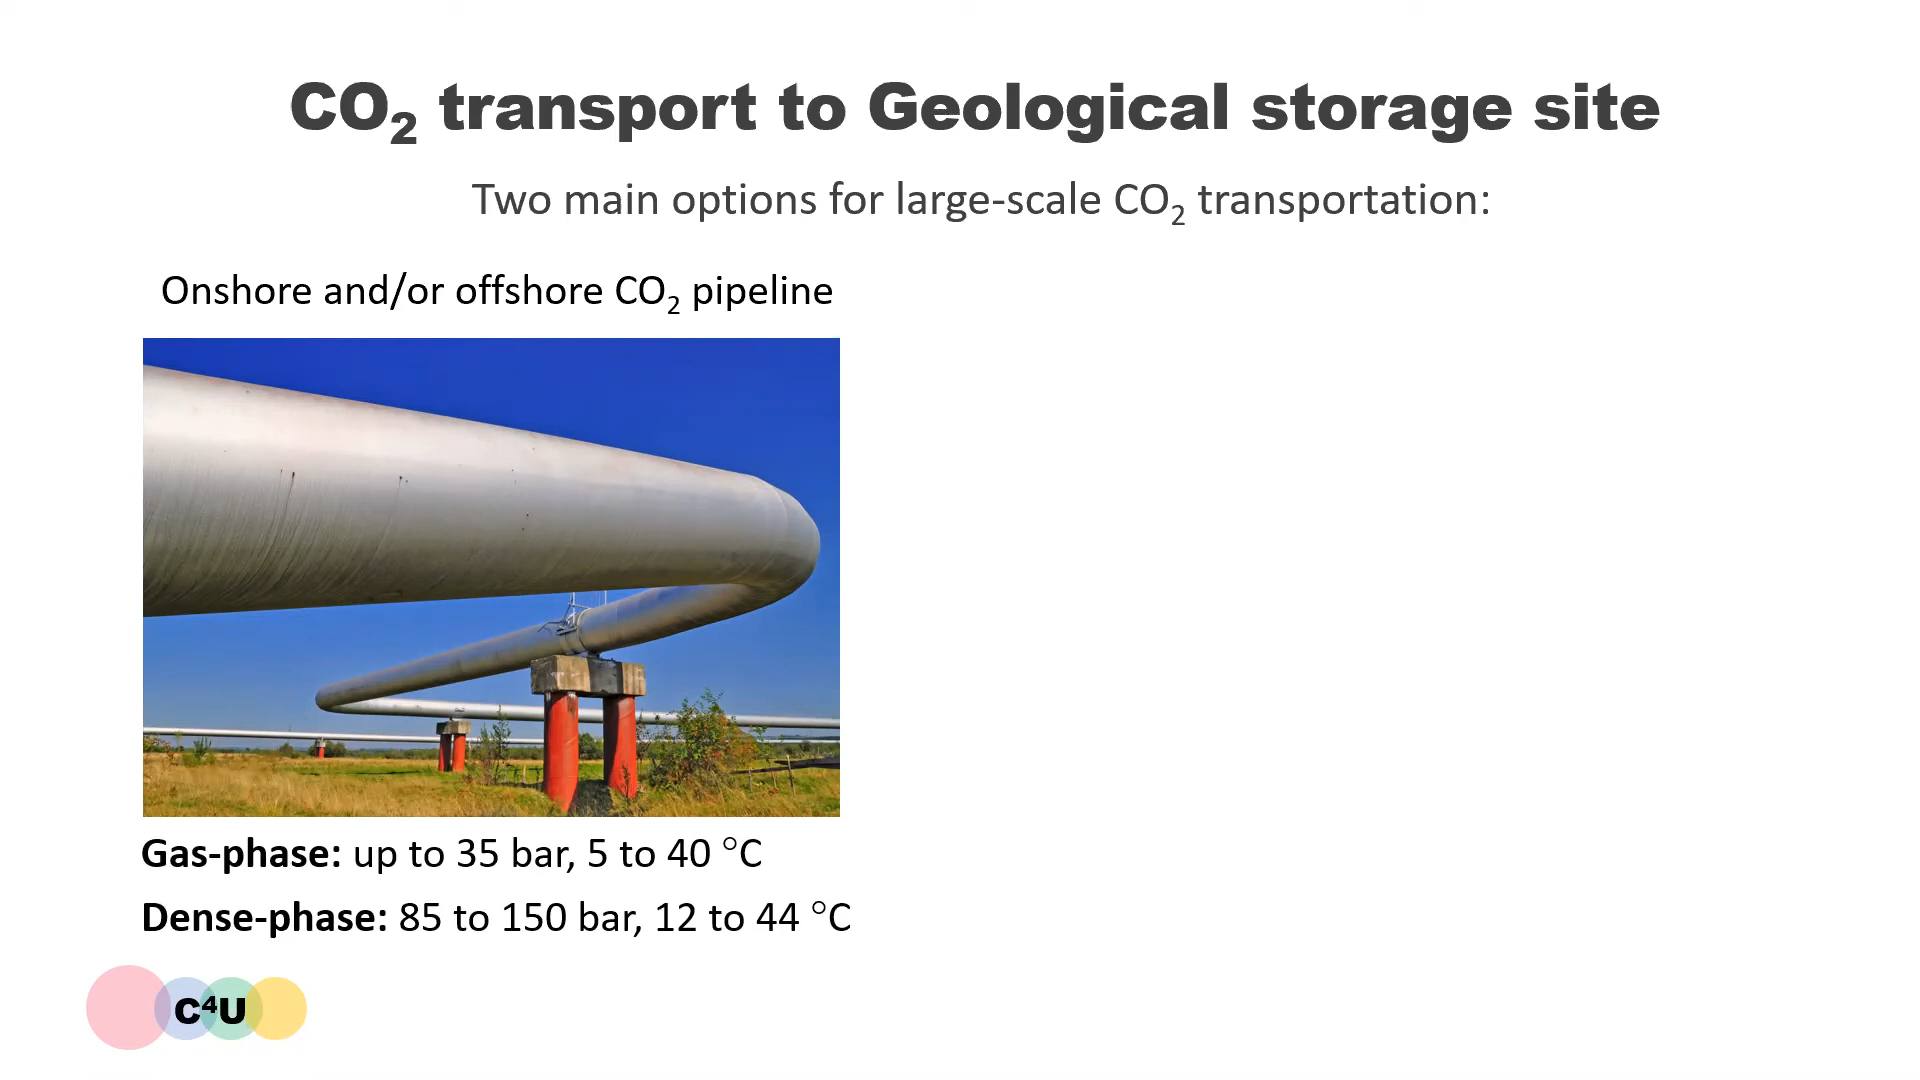 CO₂ transport to Geological storage site
Two main options for large-scale CO₂ transportation:
Onshore and/or offshore CO₂ pipeline
Gas-phase: up to 35 bar, 5 to 40 °C
Dense-phase: 85 to 150 bar, 12 to 44 °C
C⁴U